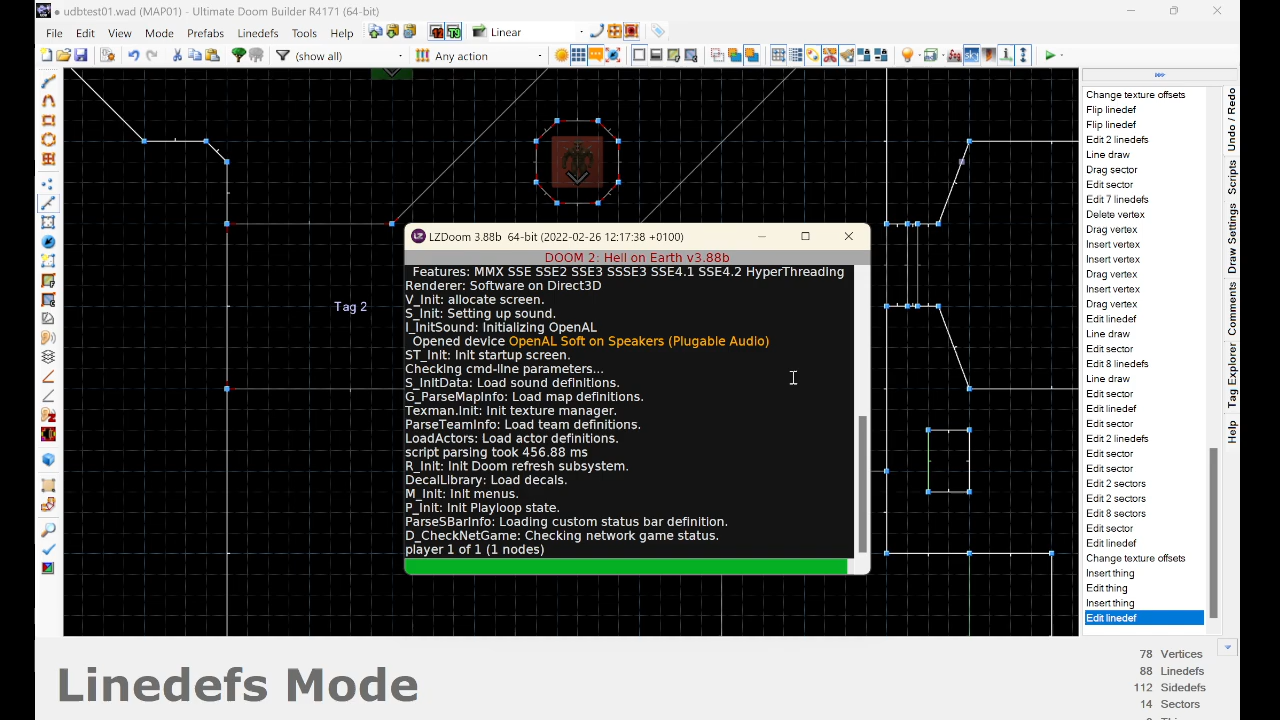 udbtest01.wad (MAP01) - Ultimate Doom Builder R4171 (64-bit)
File Edit View Mode Prefabs Linedefs Tools Help
Linear
(show all)
Any action
Tag 2
LZDoom 3.88b 64-bit (2022-02-26 12:17:38 +0100)
DOOM 2: Hell on Earth v3.88b
Features: MMX SSE SSE2 SSE3 SSSE3 SSE4.1 SSE4.2 HyperThreading
Renderer: Software on Direct3D
V_Init: allocate screen.
S_Init: Setting up sound.
I_InitSound: Initializing OpenAL
Opened device OpenAL Soft on Speakers (Plugable Audio)
ST_Init: Init startup screen.
Checking cmd-line parameters...
S_InitData: Load sound definitions.
G_ParseMapInfo: Load map definitions.
Texman.Init: Init texture manager.
ParseTeamInfo: Load team definitions.
LoadActors: Load actor definitions.
script parsing took 456.88 ms
R_Init: Init Doom refresh subsystem.
DecalLibrary: Load decals.
M_Init: Init menus.
P_Init: Init Playloop state.
ParseSBarInfo: Loading custom status bar definition.
D_CheckNetGame: Checking network game status.
player 1 of 1 (1 nodes)
Change texture offsets
Flip linedef
Flip linedef
Edit 2 linedefs
Line draw
Drag sector
Edit sector
Edit 7 linedefs
Delete vertex
Drag vertex
Insert vertex
Insert vertex
Drag vertex
Insert vertex
Drag vertex
Edit linedef
Line draw
Edit sector
Edit 8 linedefs
Line draw
Edit sector
Edit linedef
Edit sector
Edit 2 linedefs
Edit sector
Edit sector
Edit 2 sectors
Edit 2 sectors
Edit 8 sectors
Edit sector
Edit linedef
Change texture offsets
Insert thing
Edit thing
Insert thing
Edit linedef
Undo / Redo
Scripts
Draw Settings
Comments
Tag Explorer
Help
Linedefs Mode
78 Vertices
88 Linedefs
112 Sidedefs
14 Sectors